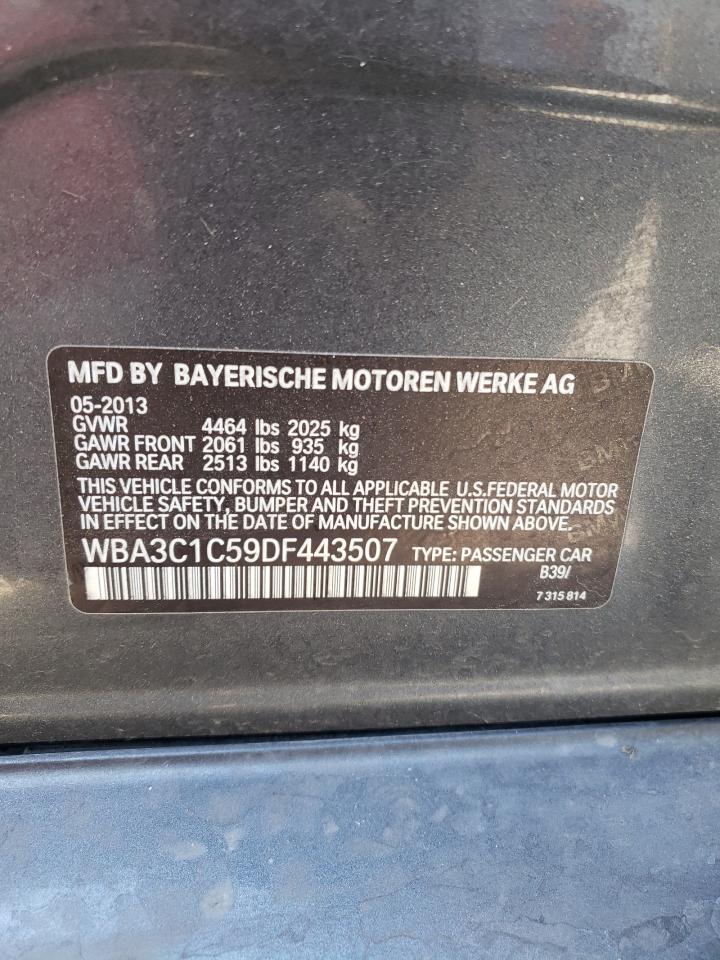 MFD BY BAYERISCHE MOTOREN WERKE AG
05-2013
GVWR 4464 lbs 2025 kg
GAWR FRONT 2061 lbs 935 kg
GAWR REAR 2513 lbs 1140 kg
THIS VEHICLE CONFORMS TO ALL APPLICABLE U.S.FEDERAL MOTOR
VEHICLE SAFETY, BUMPER AND THEFT PREVENTION STANDARDS
IN EFFECT ON THE DATE OF MANUFACTURE SHOWN ABOVE.
WBA3C1C59DF443507 TYPE: PASSENGER CAR
B39/
7 315 814